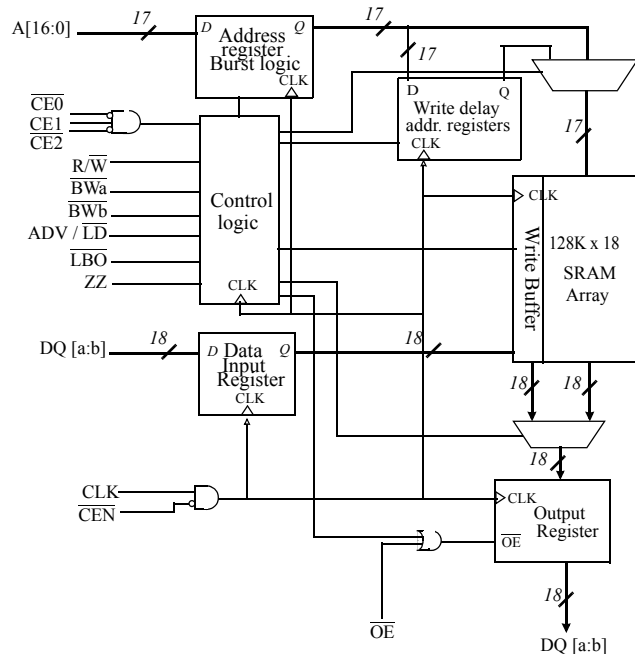 A[16:0]
17
D
Address
register
Burst logic
Q
CLK
17
17
D
Q
Write delay
addr. registers
CLK
17
CE0
CE1
CE2
R/W
BWa
BWb
ADV / LD
LBO
ZZ
Control
logic
CLK
CLK
Write Buffer
128K x 18
SRAM
Array
DQ [a:b]
18
D
Data
Input
Register
Q
CLK
18
18
18
18
CLK
CEN
CLK
Output
Register
OE
OE
18
DQ [a:b]